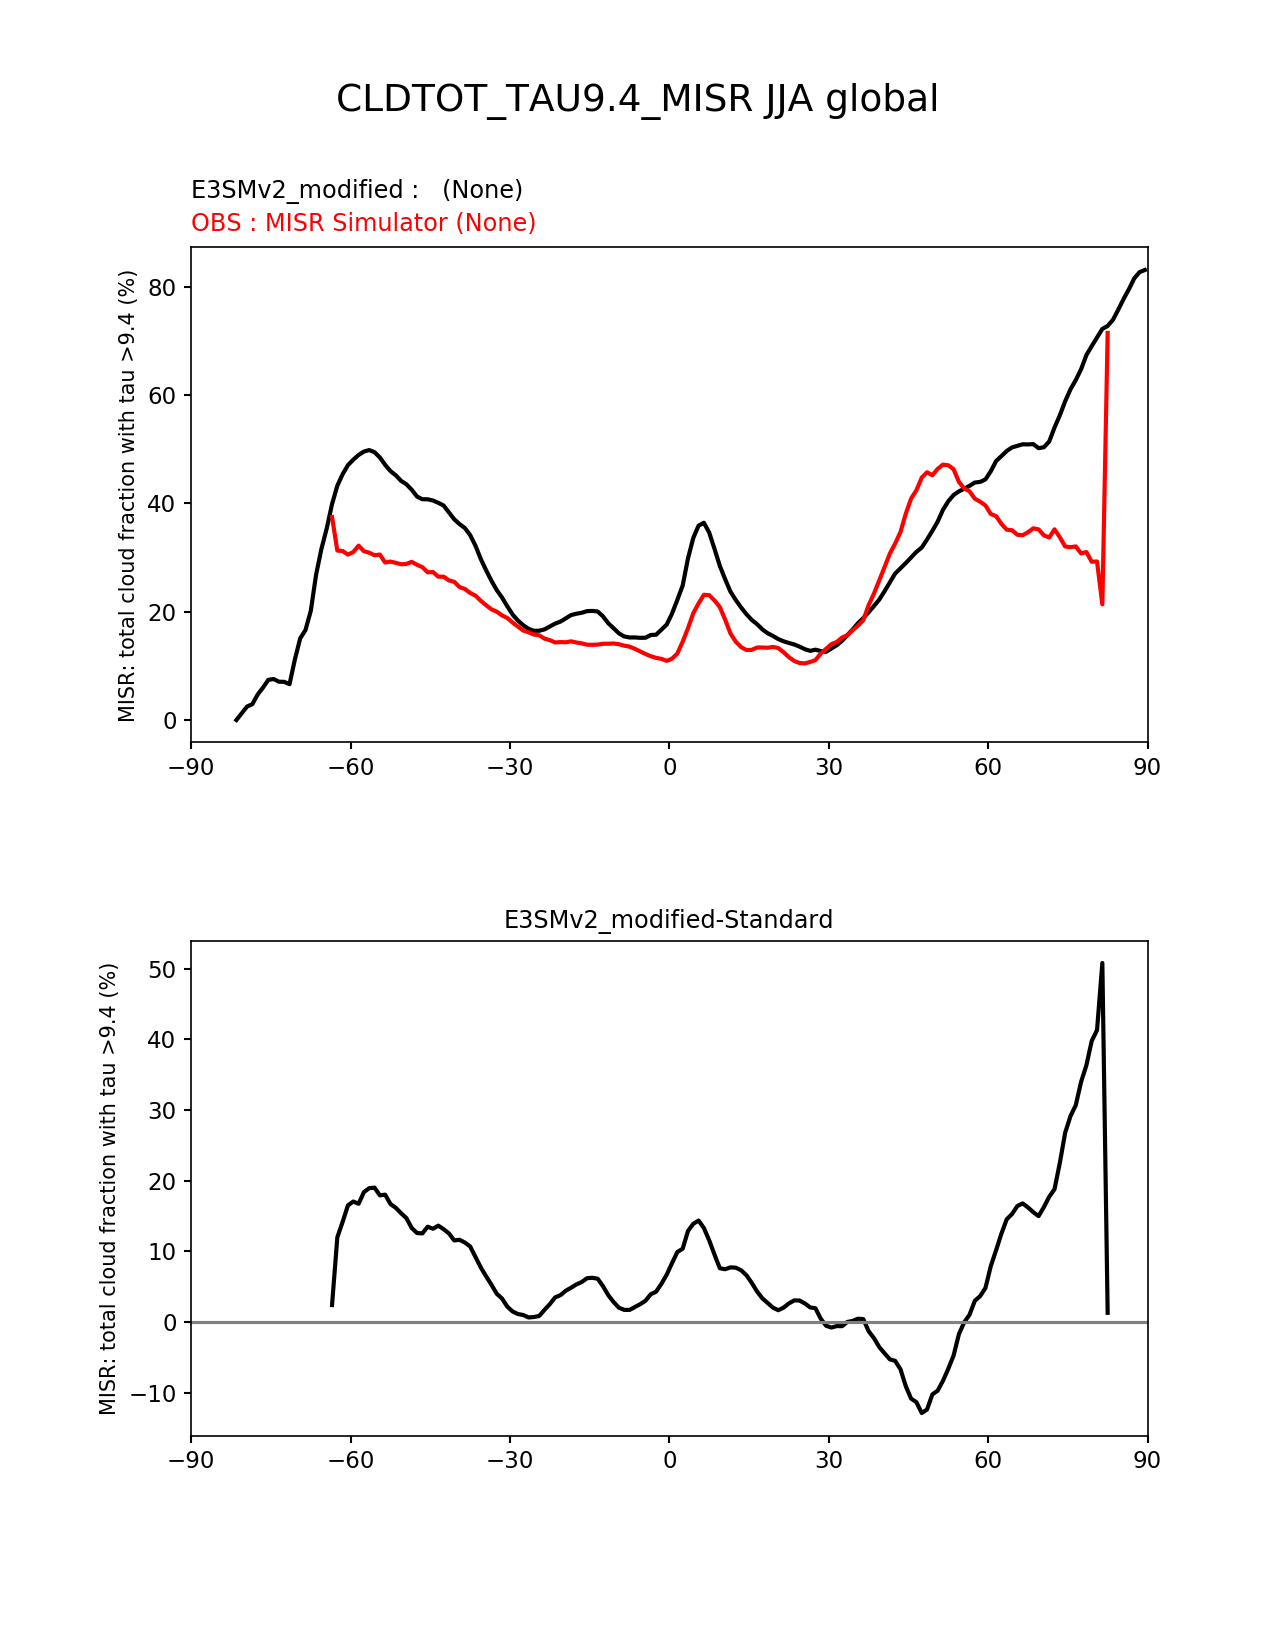 CLDTOT_TAU9.4_MISR JJA global
E3SMv2_modified :   (None)
OBS : MISR Simulator (None)
MISR: total cloud fraction with tau >9.4 (%)
80
60
40
20
0
−90 −60 −30 0 30 60 90
E3SMv2_modified-Standard
MISR: total cloud fraction with tau >9.4 (%)
50
40
30
20
10
0
−10
−90 −60 −30 0 30 60 90